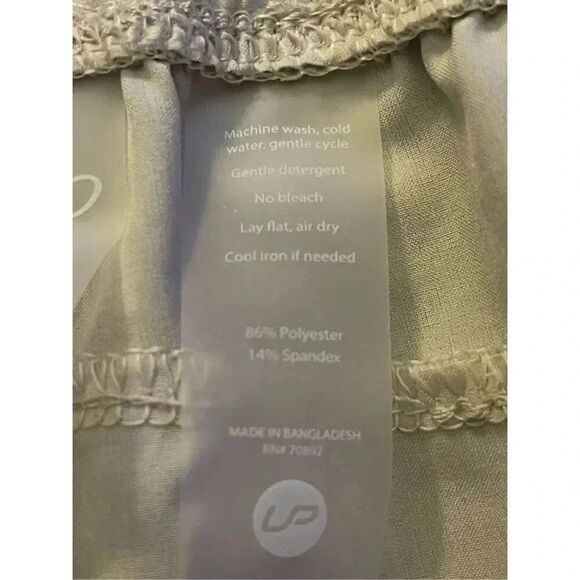 Machine wash, cold
water. gentle cycle
Gentle detergent
No bleach
Lay flat, air dry
Cool iron if needed
86% Polyester
14% Spandex
MADE IN BANGLADESH
RN# 70892
UP